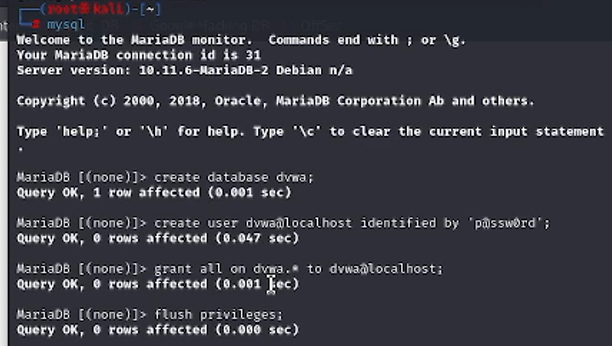 (root㉿kali)-[~]
# mysql
Welcome to the MariaDB monitor.  Commands end with ; or \g.
Your MariaDB connection id is 31
Server version: 10.11.6-MariaDB-2 Debian n/a

Copyright (c) 2000, 2018, Oracle, MariaDB Corporation Ab and others.

Type 'help;' or '\h' for help. Type '\c' to clear the current input statement
.

MariaDB [(none)]> create database dvwa;
Query OK, 1 row affected (0.001 sec)

MariaDB [(none)]> create user dvwa@localhost identified by 'p@ssw0rd';
Query OK, 0 rows affected (0.047 sec)

MariaDB [(none)]> grant all on dvwa.* to dvwa@localhost;
Query OK, 0 rows affected (0.001 sec)

MariaDB [(none)]> flush privileges;
Query OK, 0 rows affected (0.000 sec)